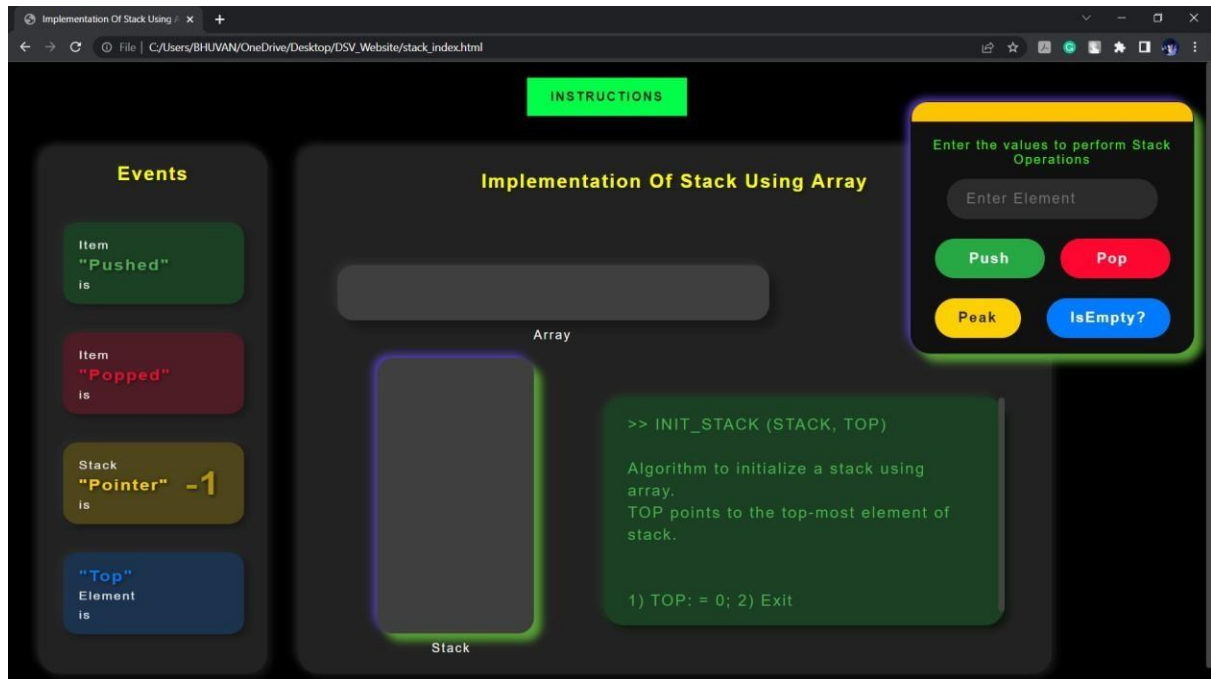 Implementation Of Stack Using A
File | C:/Users/BHUVAN/OneDrive/Desktop/DSV_Website/stack_index.html
INSTRUCTIONS
Events
Item
"Pushed"
is
Item
"Popped"
is
Stack
"Pointer" -1
is
"Top"
Element
is
Implementation Of Stack Using Array
Array
Stack
>> INIT_STACK (STACK, TOP)
Algorithm to initialize a stack using
array.
TOP points to the top-most element of
stack.
1) TOP: = 0; 2) Exit
Enter the values to perform Stack
Operations
Enter Element
Push Pop
Peak IsEmpty?